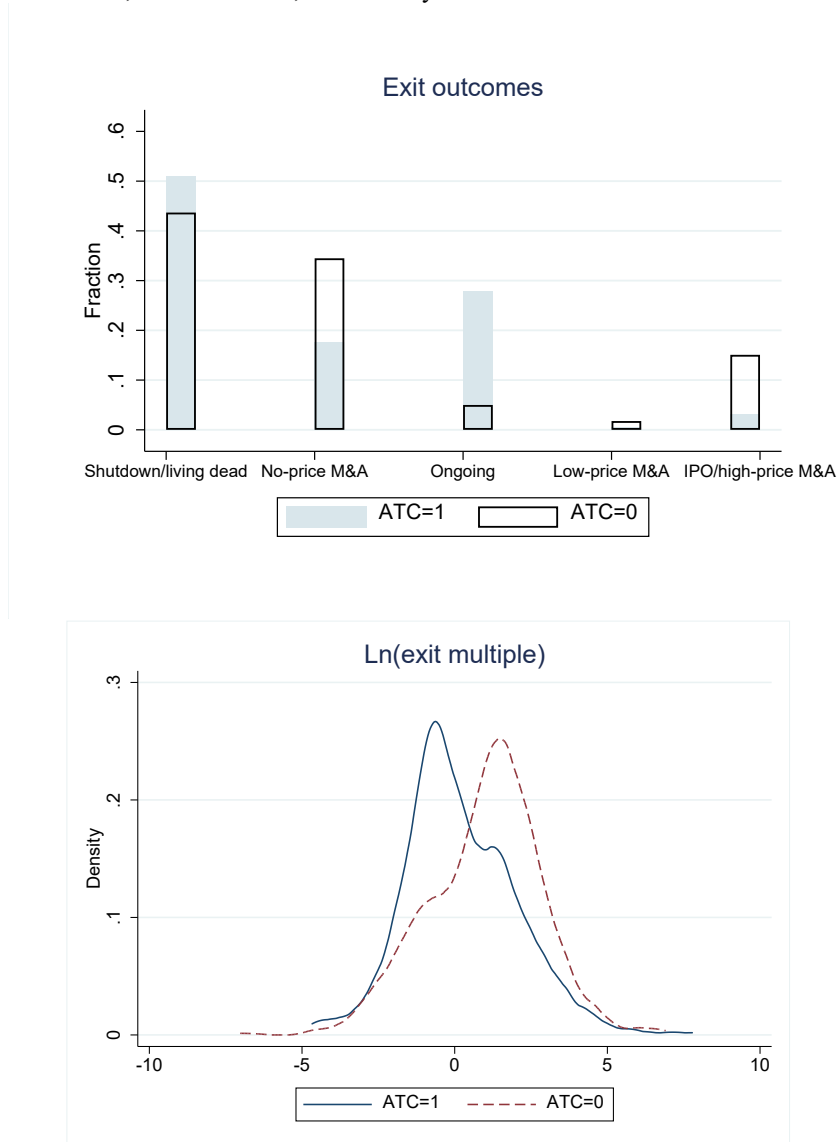 Exit outcomes
.6
.5
.4
.3
.2
.1
0
Fraction
Shutdown/living dead No-price M&A Ongoing Low-price M&A IPO/high-price M&A
ATC=1 ATC=0
Ln(exit multiple)
.3
.2
.1
0
Density
-10 -5 0 5 10
ATC=1 ATC=0